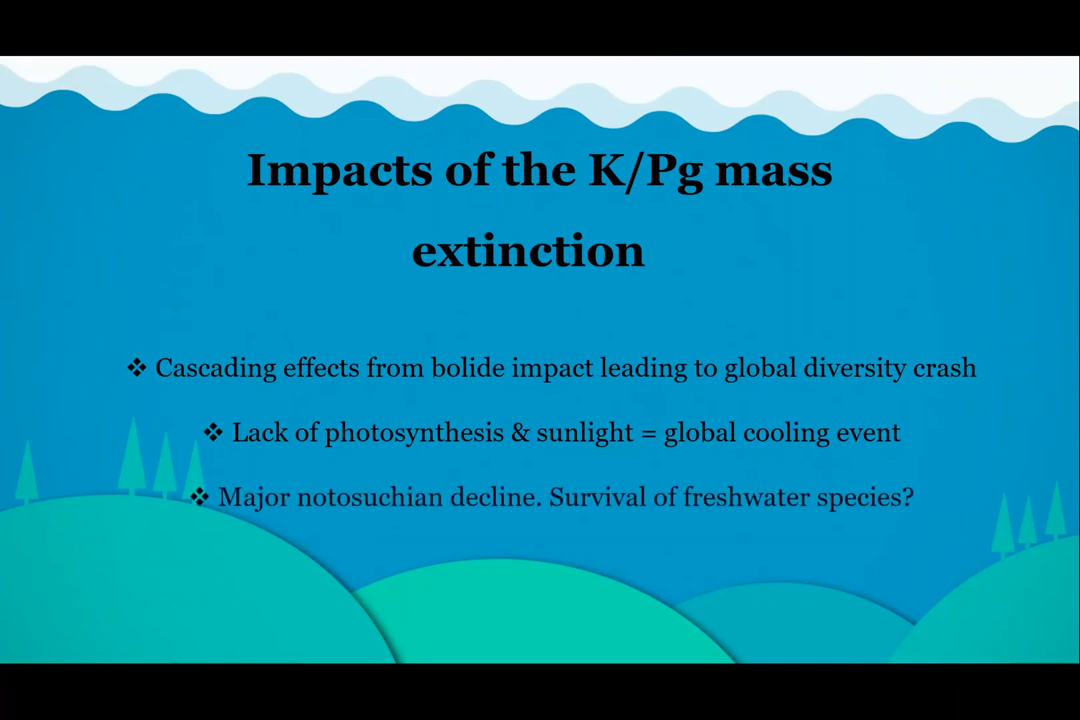 Impacts of the K/Pg mass
extinction
❖ Cascading effects from bolide impact leading to global diversity crash
❖ Lack of photosynthesis & sunlight = global cooling event
❖ Major notosuchian decline. Survival of freshwater species?